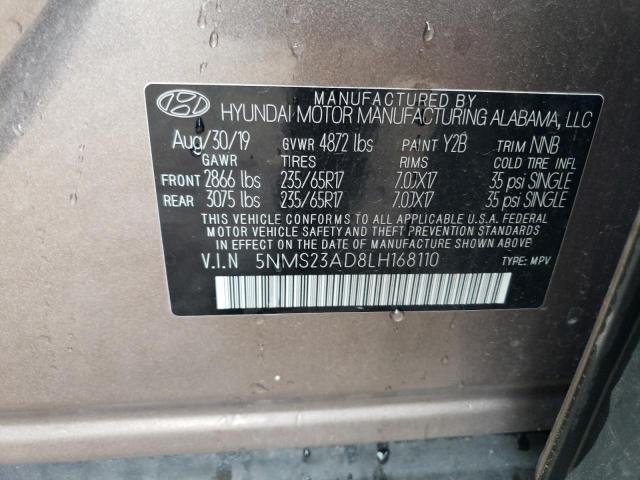 MANUFACTURED BY
HYUNDAI MOTOR MANUFACTURING ALABAMA, LLC
Aug/30/19 GVWR 4872 lbs PAINT Y2B TRIM NNB
GAWR TIRES RIMS COLD TIRE INFL
FRONT 2866 lbs 235/65R17 7.0JX17 35 psi SINGLE
REAR 3075 lbs 235/65R17 7.0JX17 35 psi SINGLE
THIS VEHICLE CONFORMS TO ALL APPLICABLE U.S.A. FEDERAL
MOTOR VEHICLE SAFETY AND THEFT PREVENTION
STANDARDS IN EFFECT ON THE DATE OF MANUFACTURE SHOWN ABOVE.
V.I.N 5NMS23AD8LH168110 TYPE: MPV